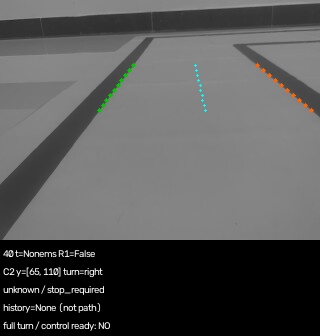 40 t=Nonems R1=False
C2 y=[65, 110] turn=right
unknown / stop_required
history=None (not path)
full turn / control ready: NO